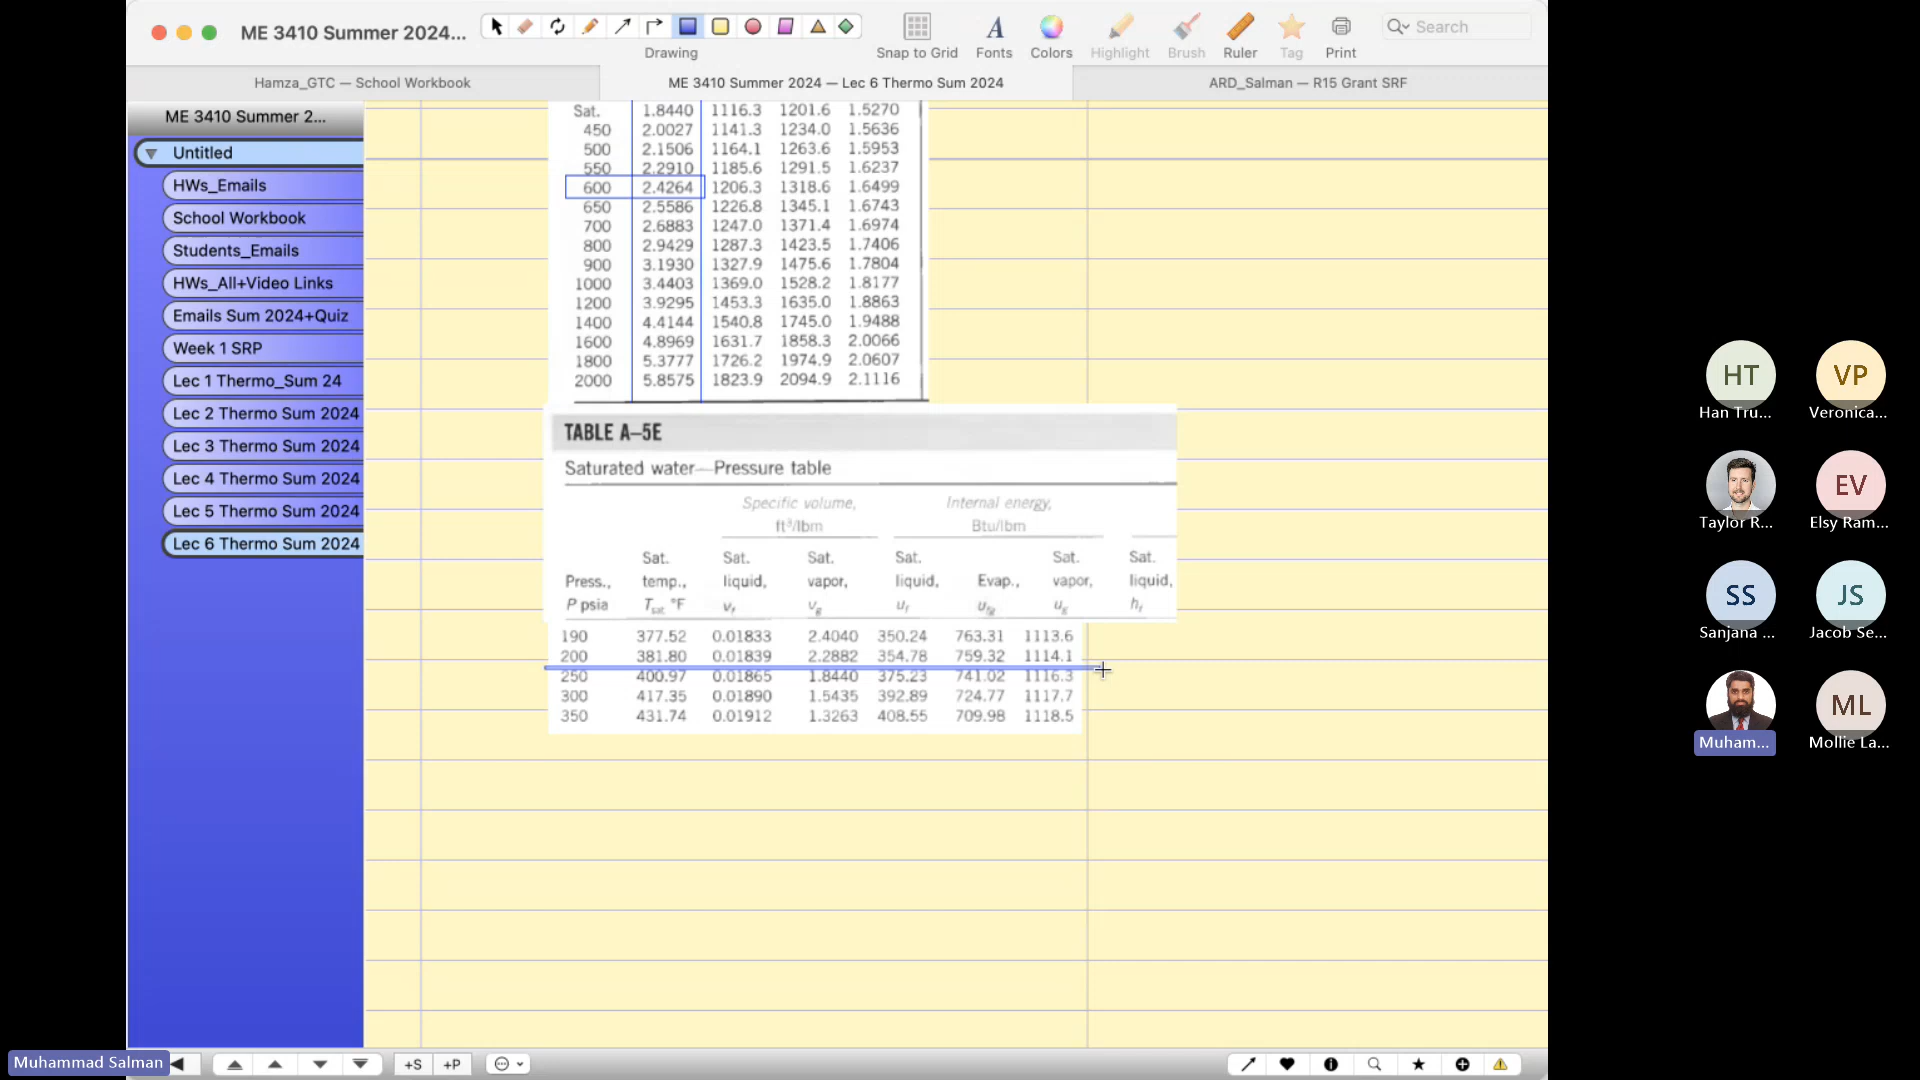 ME 3410 Summer 2024...
Drawing
Snap to Grid
Fonts
Colors
Highlight
Brush
Ruler
Tag
Print
Search
Hamza_GTC — School Workbook
ME 3410 Summer 2024 — Lec 6 Thermo Sum 2024
ARD_Salman — R15 Grant SRF
ME 3410 Summer 2...
Untitled
HWs_Emails
School Workbook
Students_Emails
HWs_All+Video Links
Emails Sum 2024+Quiz
Week 1 SRP
Lec 1 Thermo_Sum 24
Lec 2 Thermo Sum 2024
Lec 3 Thermo Sum 2024
Lec 4 Thermo Sum 2024
Lec 5 Thermo Sum 2024
Lec 6 Thermo Sum 2024
Sat. 1.8440 1116.3 1201.6 1.5270
450 2.0027 1141.3 1234.0 1.5636
500 2.1506 1164.1 1263.6 1.5953
550 2.2910 1185.6 1291.5 1.6237
600 2.4264 1206.3 1318.6 1.6499
650 2.5586 1226.8 1345.1 1.6743
700 2.6883 1247.0 1371.4 1.6974
800 2.9429 1287.3 1423.5 1.7406
900 3.1930 1327.9 1475.6 1.7804
1000 3.4403 1369.0 1528.2 1.8177
1200 3.9295 1453.3 1635.0 1.8863
1400 4.4144 1540.8 1745.0 1.9488
1600 4.8969 1631.7 1858.3 2.0066
1800 5.3777 1726.2 1974.9 2.0607
2000 5.8575 1823.9 2094.9 2.1116
TABLE A–5E
Saturated water—Pressure table
Specific volume, Internal energy,
ft³/lbm Btu/lbm
Sat. Sat. Sat. Sat. Sat. Sat.
Press., temp., liquid, vapor, liquid, Evap., vapor, liquid,
P psia Tsat °F vf vg uf ufg ug hf
190 377.52 0.01833 2.4040 350.24 763.31 1113.6
200 381.80 0.01839 2.2882 354.78 759.32 1114.1
250 400.97 0.01865 1.8440 375.23 741.02 1116.3
300 417.35 0.01890 1.5435 392.89 724.77 1117.7
350 431.74 0.01912 1.3263 408.55 709.98 1118.5
+S
+P
Muhammad Salman
HT
Han Tru...
VP
Veronica...
Taylor R...
EV
Elsy Ram...
SS
Sanjana ...
JS
Jacob Se...
Muham...
ML
Mollie La...